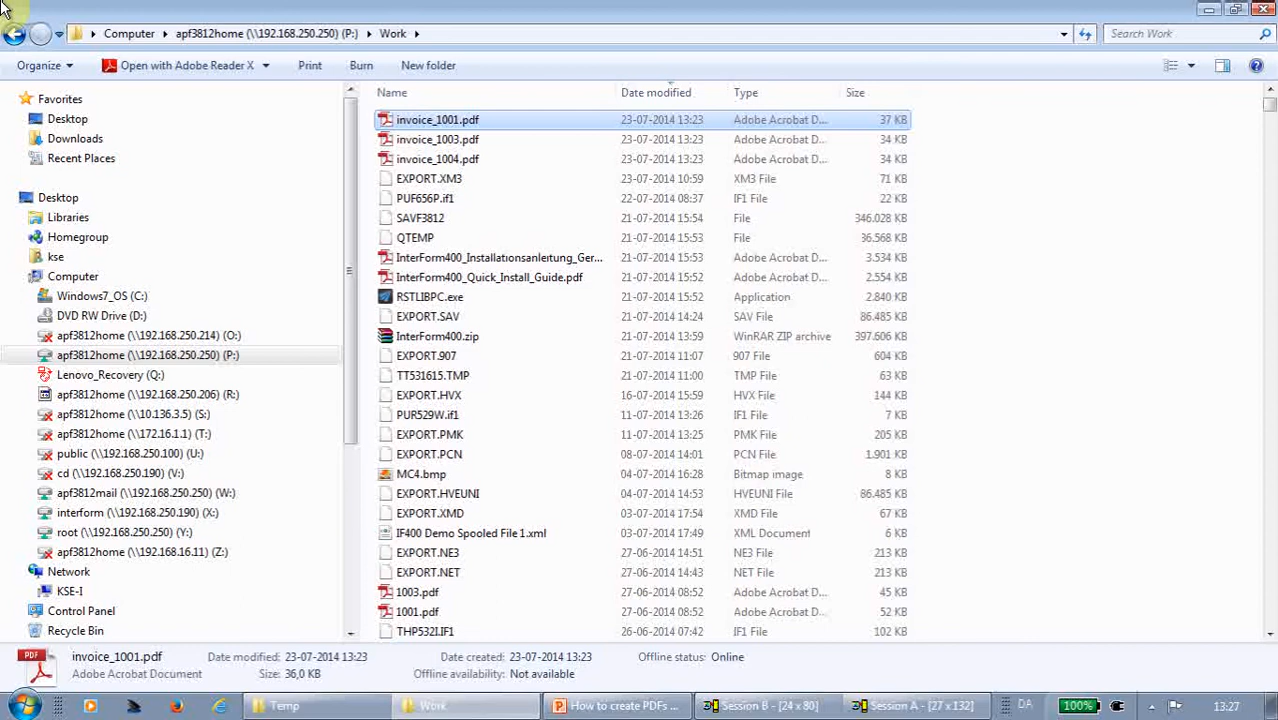 Computer apf3812home (\\192.168.250.250) (P:) Work Search Work
Organize Open with Adobe Reader X Print Burn New folder
Name Date modified Type Size
Favorites
Desktop
Downloads
Recent Places
Desktop
Libraries
Homegroup
kse
Computer
Windows7_OS (C:)
DVD RW Drive (D:)
apf3812home (\\192.168.250.214) (O:)
apf3812home (\\192.168.250.250) (P:)
Lenovo_Recovery (Q:)
apf3812home (\\192.168.250.206) (R:)
apf3812home (\\10.136.3.5) (S:)
apf3812home (\\172.16.1.1) (T:)
public (\\192.168.250.100) (U:)
cd (\\192.168.250.190) (V:)
apf3812mail (\\192.168.250.250) (W:)
interform (\\192.168.250.190) (X:)
root (\\192.168.250.250) (Y:)
apf3812home (\\192.168.16.11) (Z:)
Network
KSE-I
Control Panel
Recycle Bin
invoice_1001.pdf 23-07-2014 13:23 Adobe Acrobat D... 37 KB
invoice_1003.pdf 23-07-2014 13:23 Adobe Acrobat D... 34 KB
invoice_1004.pdf 23-07-2014 13:23 Adobe Acrobat D... 34 KB
EXPORT.XM3 23-07-2014 10:59 XM3 File 71 KB
PUF656P.if1 22-07-2014 08:37 IF1 File 22 KB
SAVF3812 21-07-2014 15:54 File 346.028 KB
QTEMP 21-07-2014 15:53 File 36.568 KB
InterForm400_Installationsanleitung_Ger... 21-07-2014 15:53 Adobe Acrobat D... 3.534 KB
InterForm400_Quick_Install_Guide.pdf 21-07-2014 15:52 Adobe Acrobat D... 2.554 KB
RSTLIBPC.exe 21-07-2014 15:52 Application 2.840 KB
EXPORT.SAV 21-07-2014 14:24 SAV File 86.485 KB
InterForm400.zip 21-07-2014 13:59 WinRAR ZIP archive 397.606 KB
EXPORT.907 21-07-2014 11:07 907 File 604 KB
TT531615.TMP 21-07-2014 11:00 TMP File 63 KB
EXPORT.HVX 16-07-2014 15:59 HVX File 144 KB
PUR529W.if1 11-07-2014 13:26 IF1 File 7 KB
EXPORT.PMK 11-07-2014 13:25 PMK File 205 KB
EXPORT.PCN 08-07-2014 14:01 PCN File 1.901 KB
MC4.bmp 04-07-2014 16:28 Bitmap image 8 KB
EXPORT.HVEUNI 04-07-2014 14:53 HVEUNI File 86.485 KB
EXPORT.XMD 03-07-2014 17:54 XMD File 67 KB
IF400 Demo Spooled File 1.xml 03-07-2014 17:49 XML Document 6 KB
EXPORT.NE3 27-06-2014 14:51 NE3 File 213 KB
EXPORT.NET 27-06-2014 14:43 NET File 213 KB
1003.pdf 27-06-2014 08:52 Adobe Acrobat D... 45 KB
1001.pdf 27-06-2014 08:52 Adobe Acrobat D... 52 KB
THP532I.IF1 26-06-2014 07:42 IF1 File 102 KB
PDF invoice_1001.pdf Date modified: 23-07-2014 13:23 Date created: 23-07-2014 13:23 Offline status: Online
Adobe Acrobat Document Size: 36,0 KB Offline availability: Not available
Temp Work How to create PDFs ... Session B - [24 x 80] Session A - [27 x 132] DA 100% 13:27